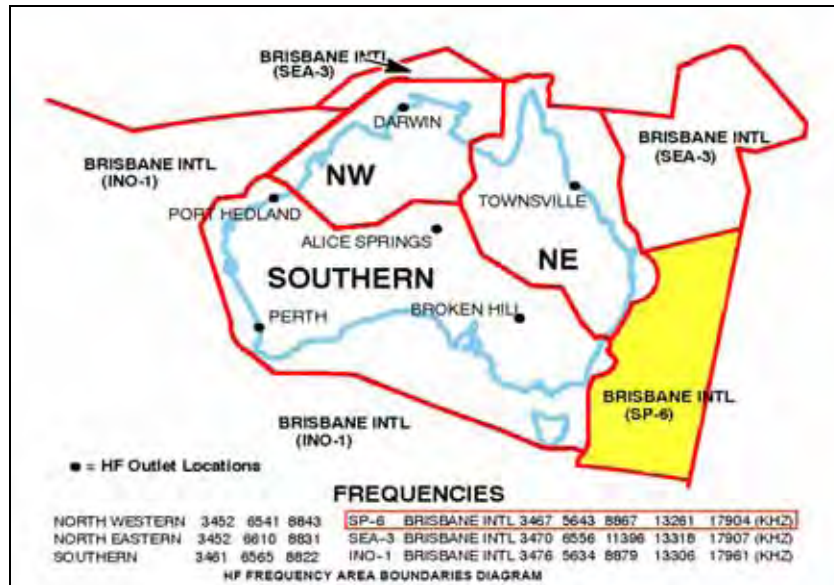 BRISBANE INTL
(SEA-3)
DARWIN
BRISBANE INTL
(SEA-3)
BRISBANE INTL
(INO-1)
NW
TOWNSVILLE
PORT HEDLAND
ALICE SPRINGS
NE
SOUTHERN
PERTH
BROKEN HILL
BRISBANE INTL
(SP-6)
BRISBANE INTL
(INO-1)
= HF Outlet Locations
FREQUENCIES
NORTH WESTERN 3452 6541 8843
SP-6 BRISBANE INTL 3467 5643 8867 13261 17904 (KHZ)
NORTH EASTERN 3452 6610 8831
SEA-3 BRISBANE INTL 3470 6556 11396 13318 17907 (KHZ)
SOUTHERN 3461 6565 8822
INO-1 BRISBANE INTL 3476 5634 8879 13306 17961 (KHZ)
HF FREQUENCY AREA BOUNDARIES DIAGRAM